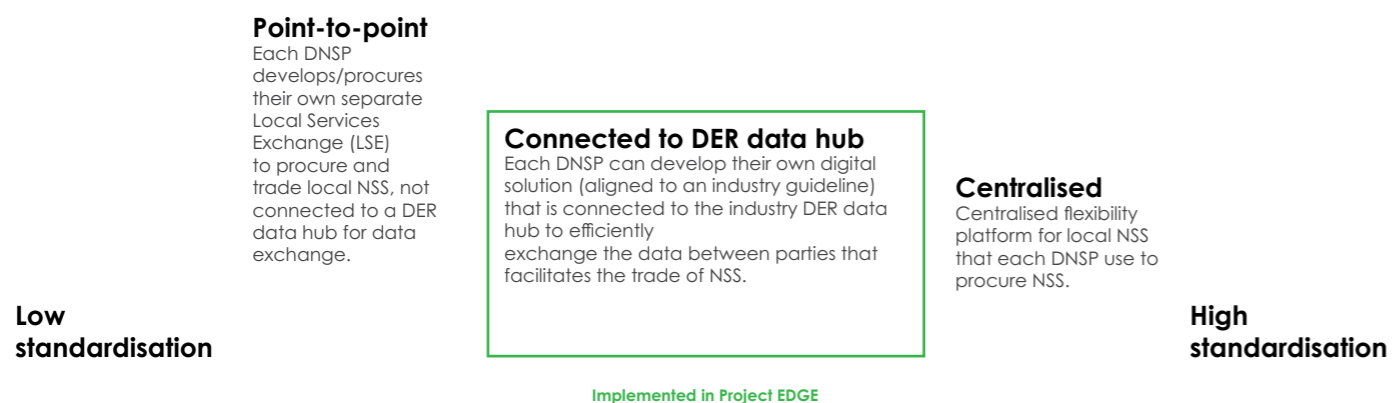 Point-to-point
Each DNSP
develops/procures
their own separate
Local Services
Exchange (LSE)
to procure and
trade local NSS, not
connected to a DER
data hub for data
exchange.
Connected to DER data hub
Each DNSP can develop their own digital
solution (aligned to an industry guideline)
that is connected to the industry DER data
hub to efficiently
exchange the data between parties that
facilitates the trade of NSS.
Centralised
Centralised flexibility
platform for local NSS
that each DNSP use to
procure NSS.
Low
standardisation
High
standardisation
Implemented in Project EDGE